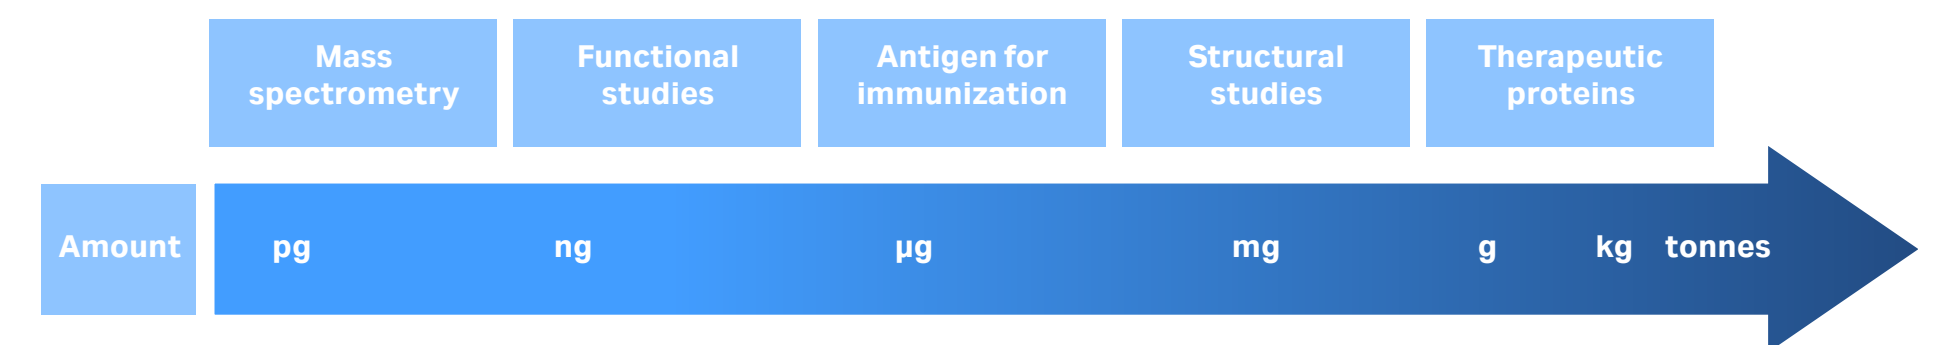 Mass
spectrometry
Functional
studies
Antigen for
immunization
Structural
studies
Therapeutic
proteins
Amount
pg
ng
µg
mg
g
kg
tonnes